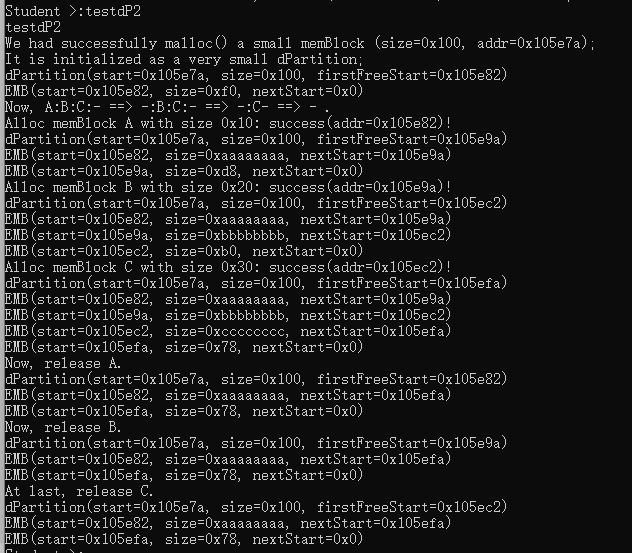 Student >:testdP2
testdP2
We had successfully malloc() a small memBlock (size=0x100, addr=0x105e7a);
It is initialized as a very small dPartition;
dPartition(start=0x105e7a, size=0x100, firstFreeStart=0x105e82)
EMB(start=0x105e82, size=0xf0, nextStart=0x0)
Now, A:B:C:- ==> -:B:C:- ==> -:C- ==> - .
Alloc memBlock A with size 0x10: success(addr=0x105e82)!
dPartition(start=0x105e7a, size=0x100, firstFreeStart=0x105e9a)
EMB(start=0x105e82, size=0xaaaaaaaa, nextStart=0x105e9a)
EMB(start=0x105e9a, size=0xd8, nextStart=0x0)
Alloc memBlock B with size 0x20: success(addr=0x105e9a)!
dPartition(start=0x105e7a, size=0x100, firstFreeStart=0x105ec2)
EMB(start=0x105e82, size=0xaaaaaaaa, nextStart=0x105e9a)
EMB(start=0x105e9a, size=0xbbbbbbbb, nextStart=0x105ec2)
EMB(start=0x105ec2, size=0xb0, nextStart=0x0)
Alloc memBlock C with size 0x30: success(addr=0x105ec2)!
dPartition(start=0x105e7a, size=0x100, firstFreeStart=0x105efa)
EMB(start=0x105e82, size=0xaaaaaaaa, nextStart=0x105e9a)
EMB(start=0x105e9a, size=0xbbbbbbbb, nextStart=0x105ec2)
EMB(start=0x105ec2, size=0xcccccccc, nextStart=0x105efa)
EMB(start=0x105efa, size=0x78, nextStart=0x0)
Now, release A.
dPartition(start=0x105e7a, size=0x100, firstFreeStart=0x105e82)
EMB(start=0x105e82, size=0xaaaaaaaa, nextStart=0x105efa)
EMB(start=0x105efa, size=0x78, nextStart=0x0)
Now, release B.
dPartition(start=0x105e7a, size=0x100, firstFreeStart=0x105e9a)
EMB(start=0x105e82, size=0xaaaaaaaa, nextStart=0x105efa)
EMB(start=0x105efa, size=0x78, nextStart=0x0)
At last, release C.
dPartition(start=0x105e7a, size=0x100, firstFreeStart=0x105ec2)
EMB(start=0x105e82, size=0xaaaaaaaa, nextStart=0x105efa)
EMB(start=0x105efa, size=0x78, nextStart=0x0)
Student >: